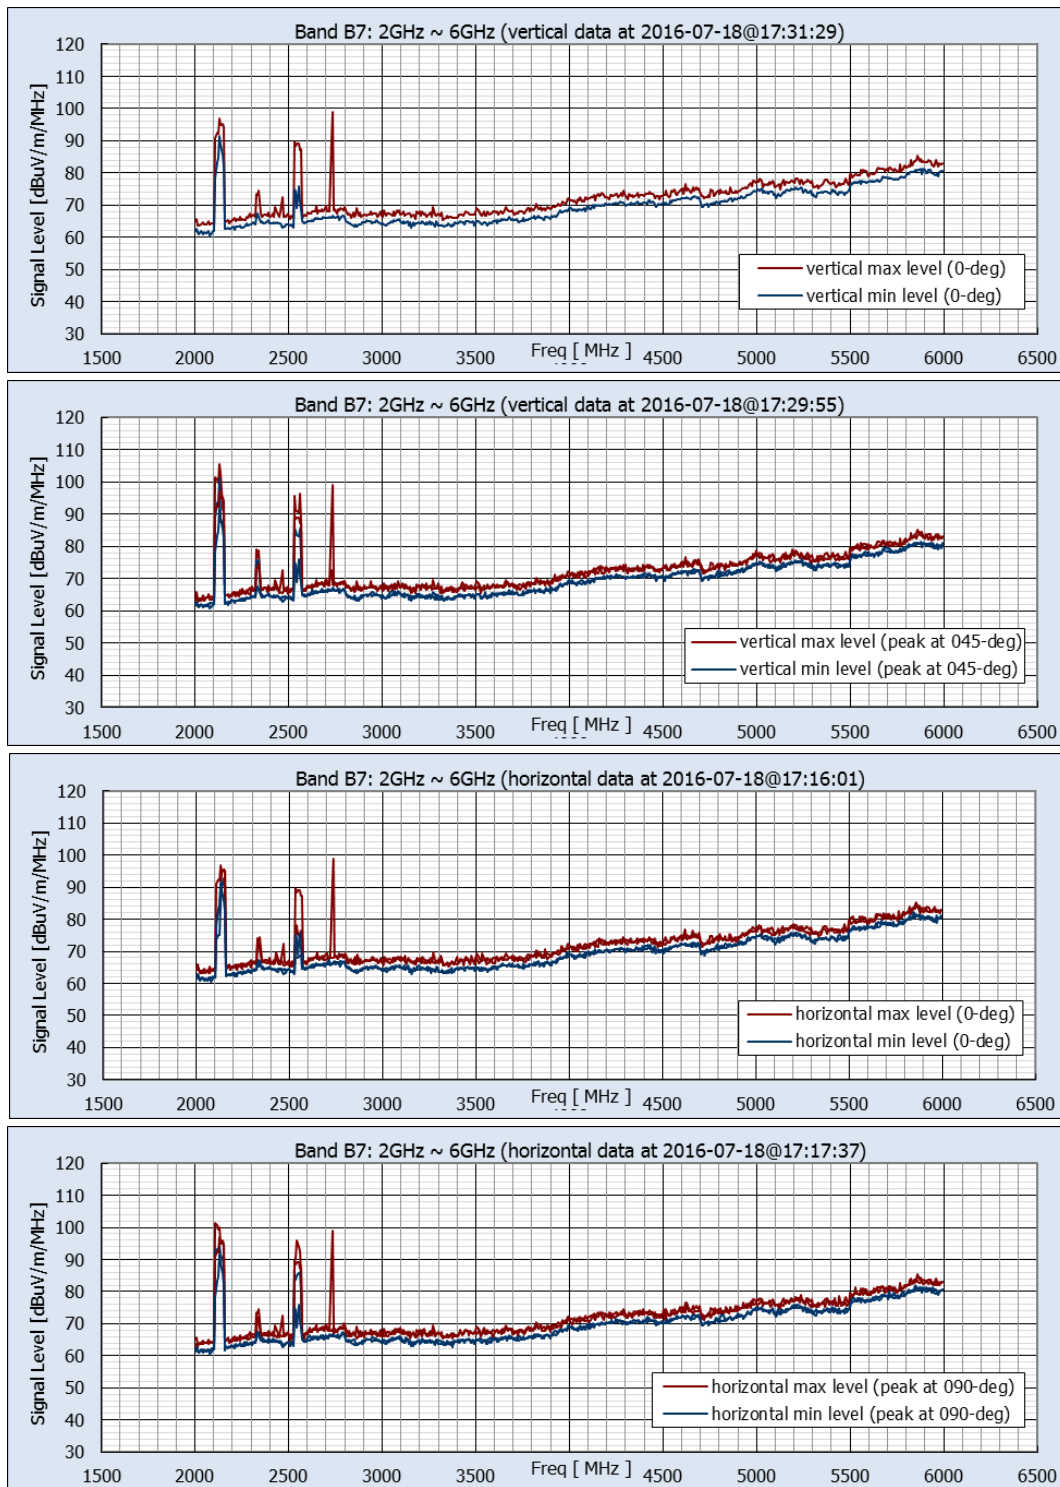 Band B7: 2GHz ~ 6GHz (vertical data at 2016-07-18@17:31:29)
Signal Level [dBuV/m/MHz]
120
110
100
90
80
70
60
50
40
30
vertical max level (0-deg)
vertical min level (0-deg)
1500 2000 2500 3000 3500 4500 5000 5500 6000 6500
Freq [ MHz ]
Band B7: 2GHz ~ 6GHz (vertical data at 2016-07-18@17:29:55)
Signal Level [dBuV/m/MHz]
120
110
100
90
80
70
60
50
40
30
vertical max level (peak at 045-deg)
vertical min level (peak at 045-deg)
1500 2000 2500 3000 3500 4500 5000 5500 6000 6500
Freq [ MHz ]
Band B7: 2GHz ~ 6GHz (horizontal data at 2016-07-18@17:16:01)
Signal Level [dBuV/m/MHz]
120
110
100
90
80
70
60
50
40
30
horizontal max level (0-deg)
horizontal min level (0-deg)
1500 2000 2500 3000 3500 4500 5000 5500 6000 6500
Freq [ MHz ]
Band B7: 2GHz ~ 6GHz (horizontal data at 2016-07-18@17:17:37)
Signal Level [dBuV/m/MHz]
120
110
100
90
80
70
60
50
40
30
horizontal max level (peak at 090-deg)
horizontal min level (peak at 090-deg)
1500 2000 2500 3000 3500 4500 5000 5500 6000 6500
Freq [ MHz ]